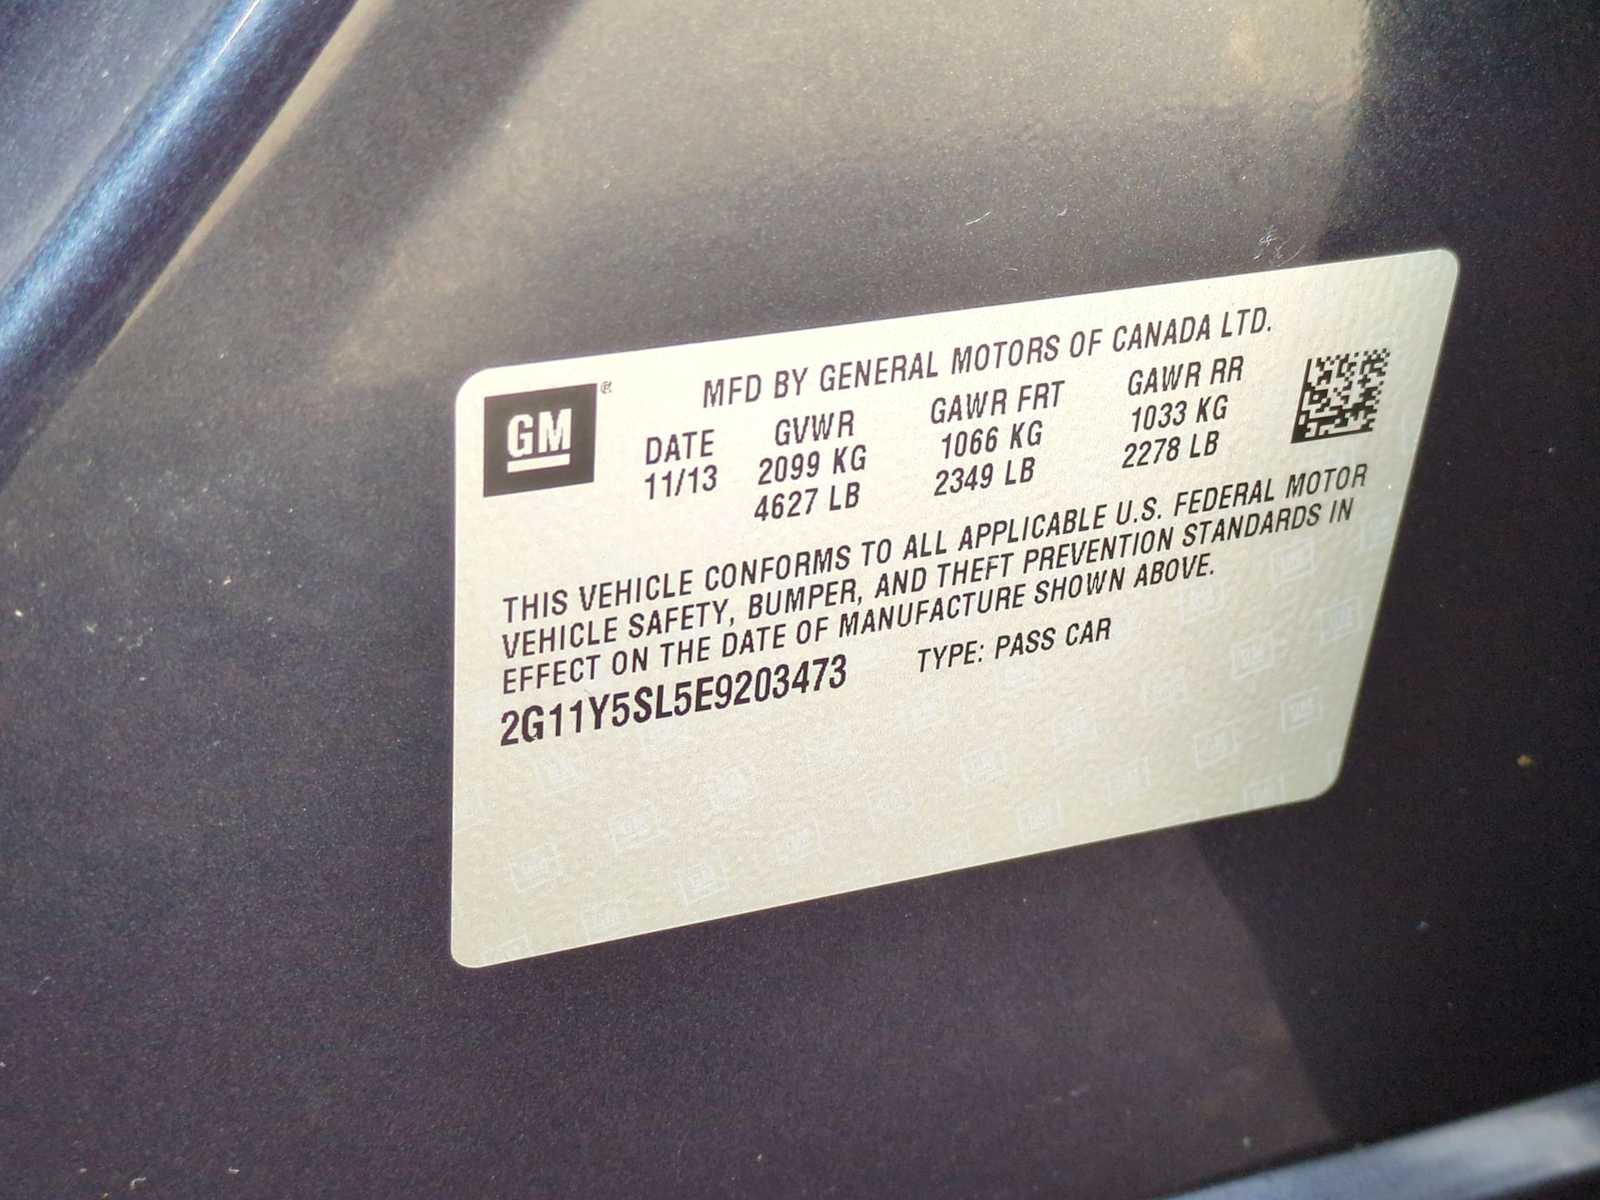 GM®
MFD BY GENERAL MOTORS OF CANADA LTD.
DATE GVWR GAWR FRT GAWR RR
11/13 2099 KG 1066 KG 1033 KG
4627 LB 2349 LB 2278 LB
THIS VEHICLE CONFORMS TO ALL APPLICABLE U.S. FEDERAL MOTOR
VEHICLE SAFETY, BUMPER, AND THEFT PREVENTION STANDARDS IN
EFFECT ON THE DATE OF MANUFACTURE SHOWN ABOVE.
2G11Y5SL5E9203473 TYPE: PASS CAR